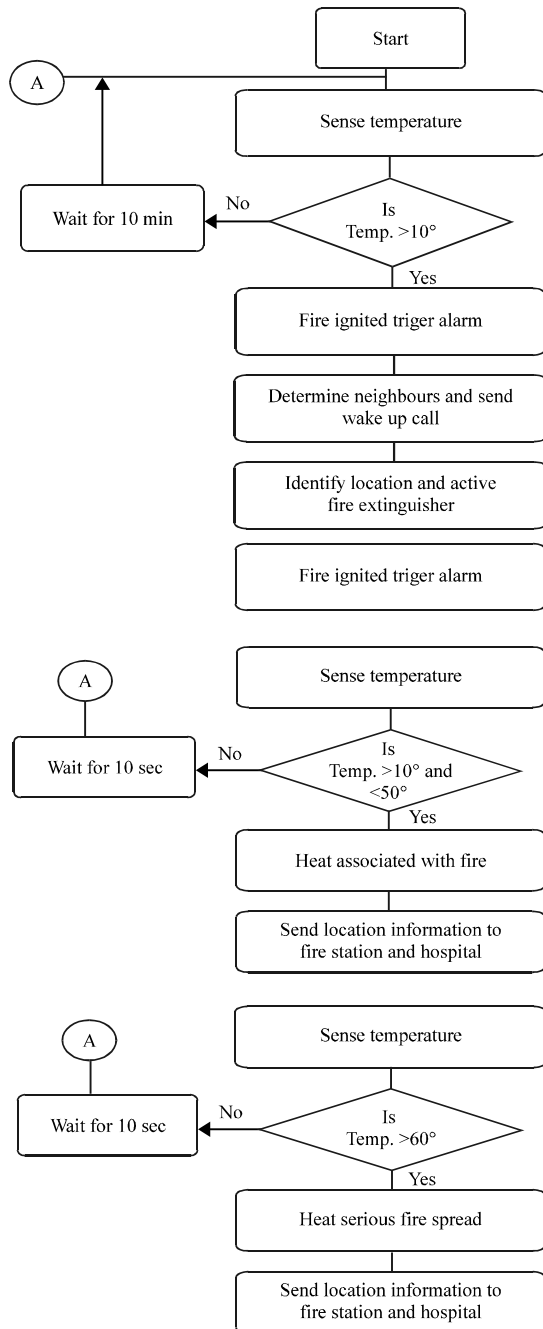 Start
A
Sense temperature
Wait for 10 min
No
Is
Temp. >10°
Yes
Fire ignited triger alarm
Determine neighbours and send
wake up call
Identify location and active
fire extinguisher
Fire ignited triger alarm
A
Sense temperature
Wait for 10 sec
No
Is
Temp. >10° and
<50°
Yes
Heat associated with fire
Send location information to
fire station and hospital
A
Sense temperature
Wait for 10 sec
No
Is
Temp. >60°
Yes
Heat serious fire spread
Send location information to
fire station and hospital